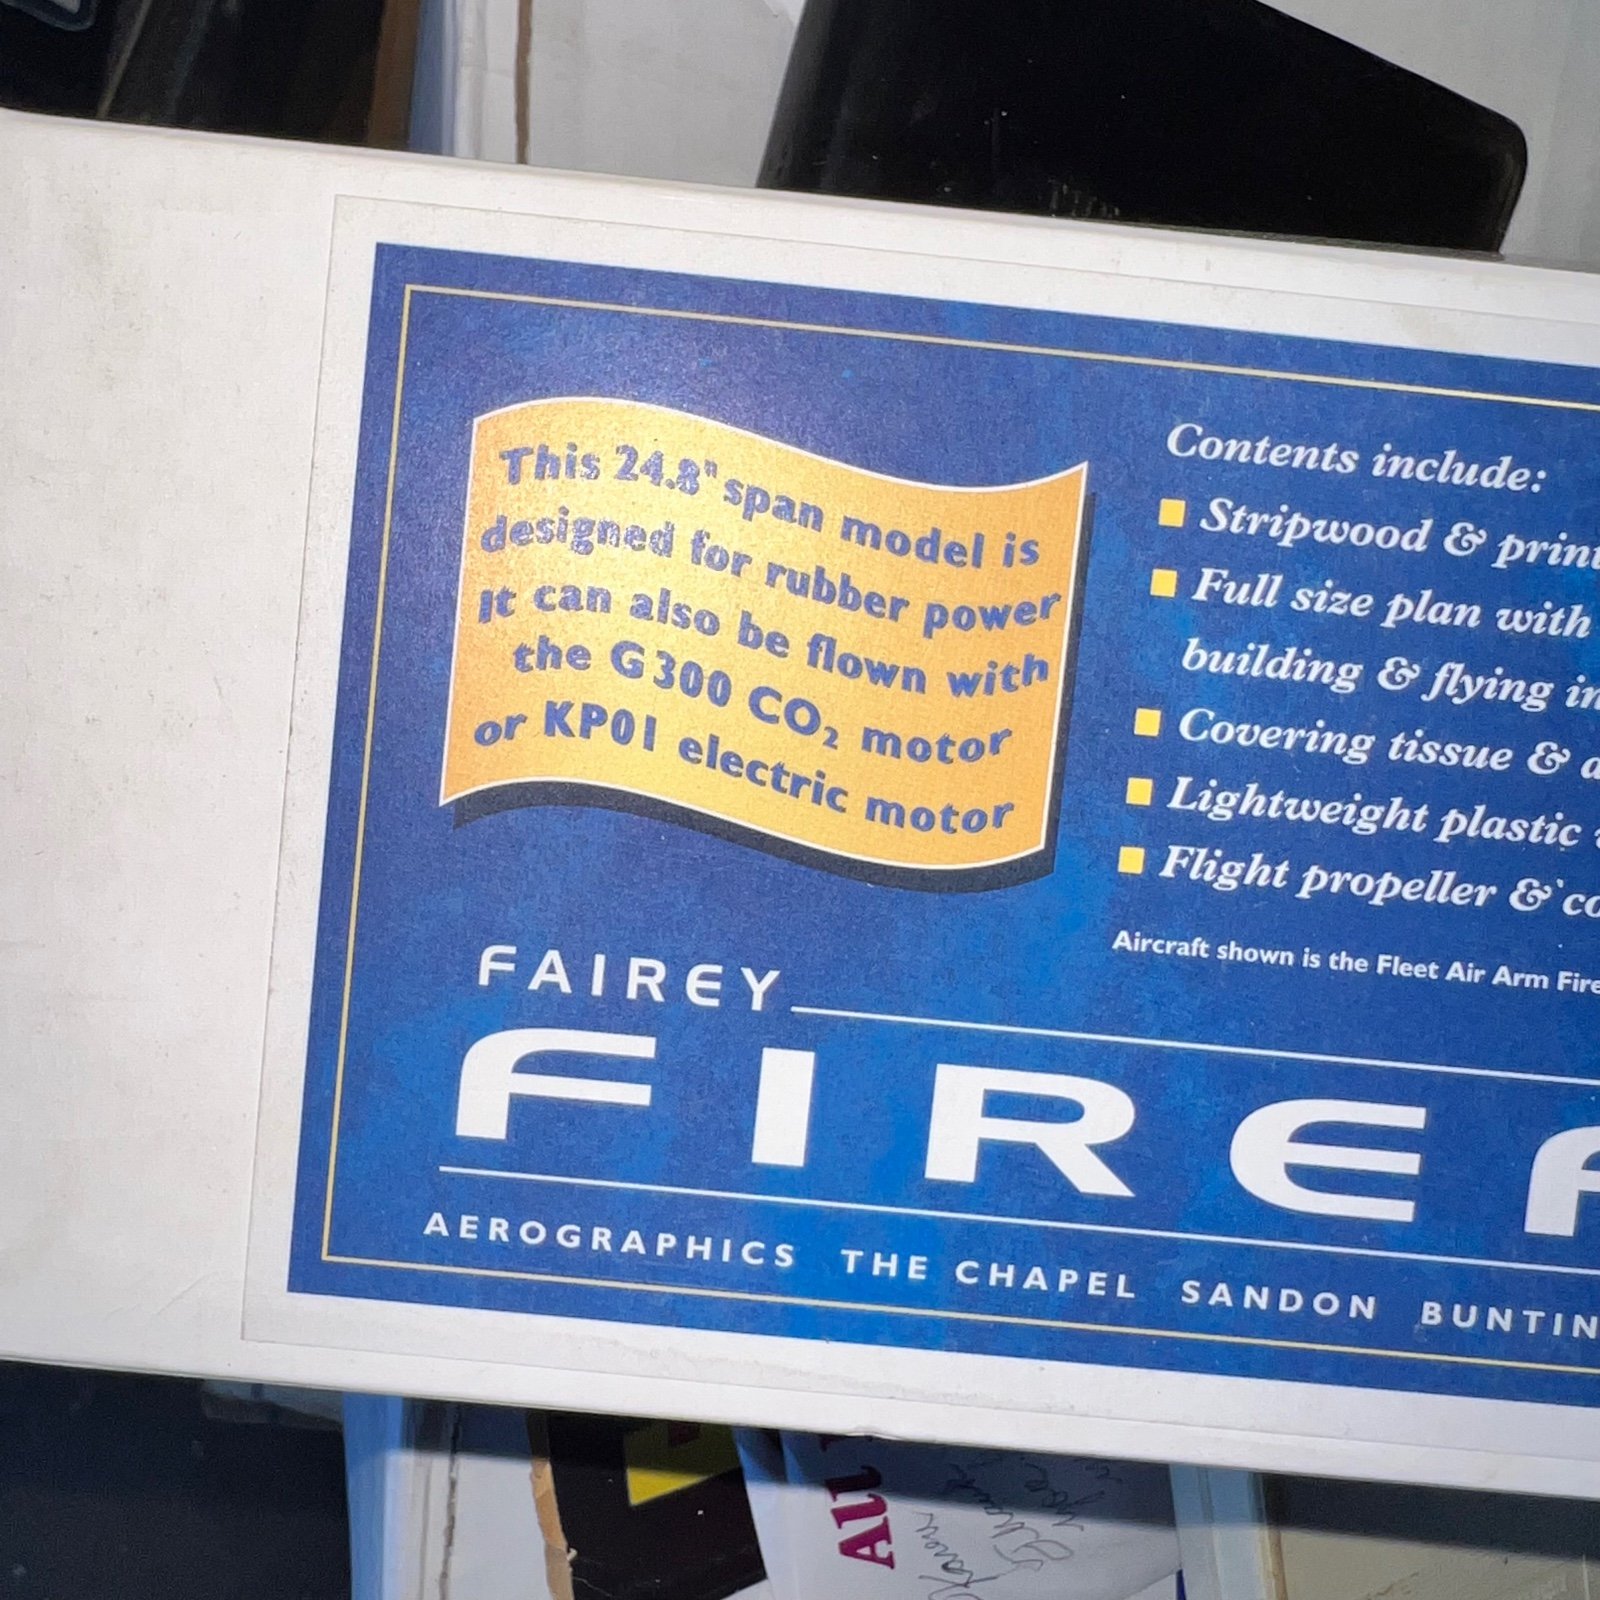 This 24.8" span model is
designed for rubber power
It can also be flown with
the G300 CO₂ motor
or KP01 electric motor
Contents include:
Stripwood & print
Full size plan with
building & flying in
Covering tissue &
Lightweight plastic
Flight propeller & co
Aircraft shown is the Fleet Air Arm Fire
FAIREY
FIREF
AEROGRAPHICS THE CHAPEL SANDON BUNTIN
All